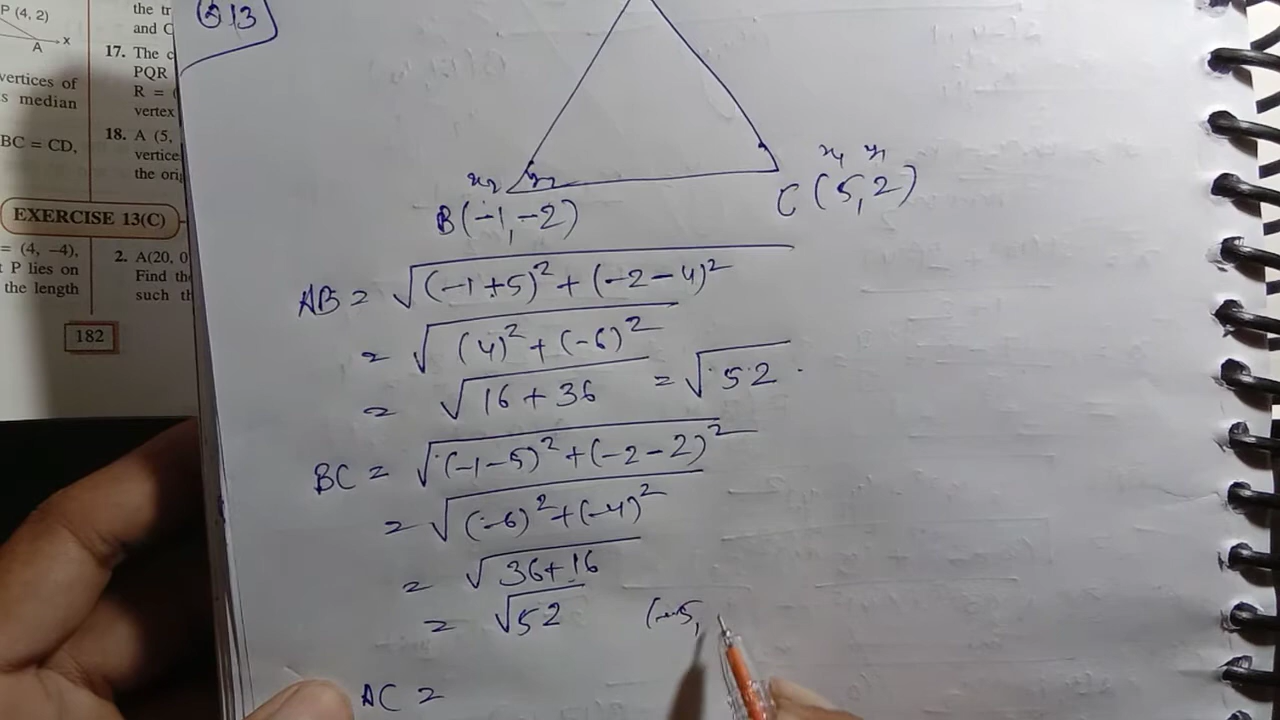 P (4, 2)
A
x
vertices of
s median
BC = CD,
EXERCISE 13(C)
= (4, –4),
P lies on
the length
182
the tr
and C
17. The c
PQR
R = (
vertex
18. A (5,
vertice
the orig
2. A(20, 0
Find th
such th
Q 13
x₂ y₂
B(-1,-2)
x₁ y₁
C (5,2)
AB = √(-1+5)² + (-2-4)²
= √(4)² + (-6)²
= √16 + 36 = √52.
BC = √(-1-5)² + (-2-2)²
= √(-6)² + (-4)²
= √36+16
= √52 (-5,
AC =